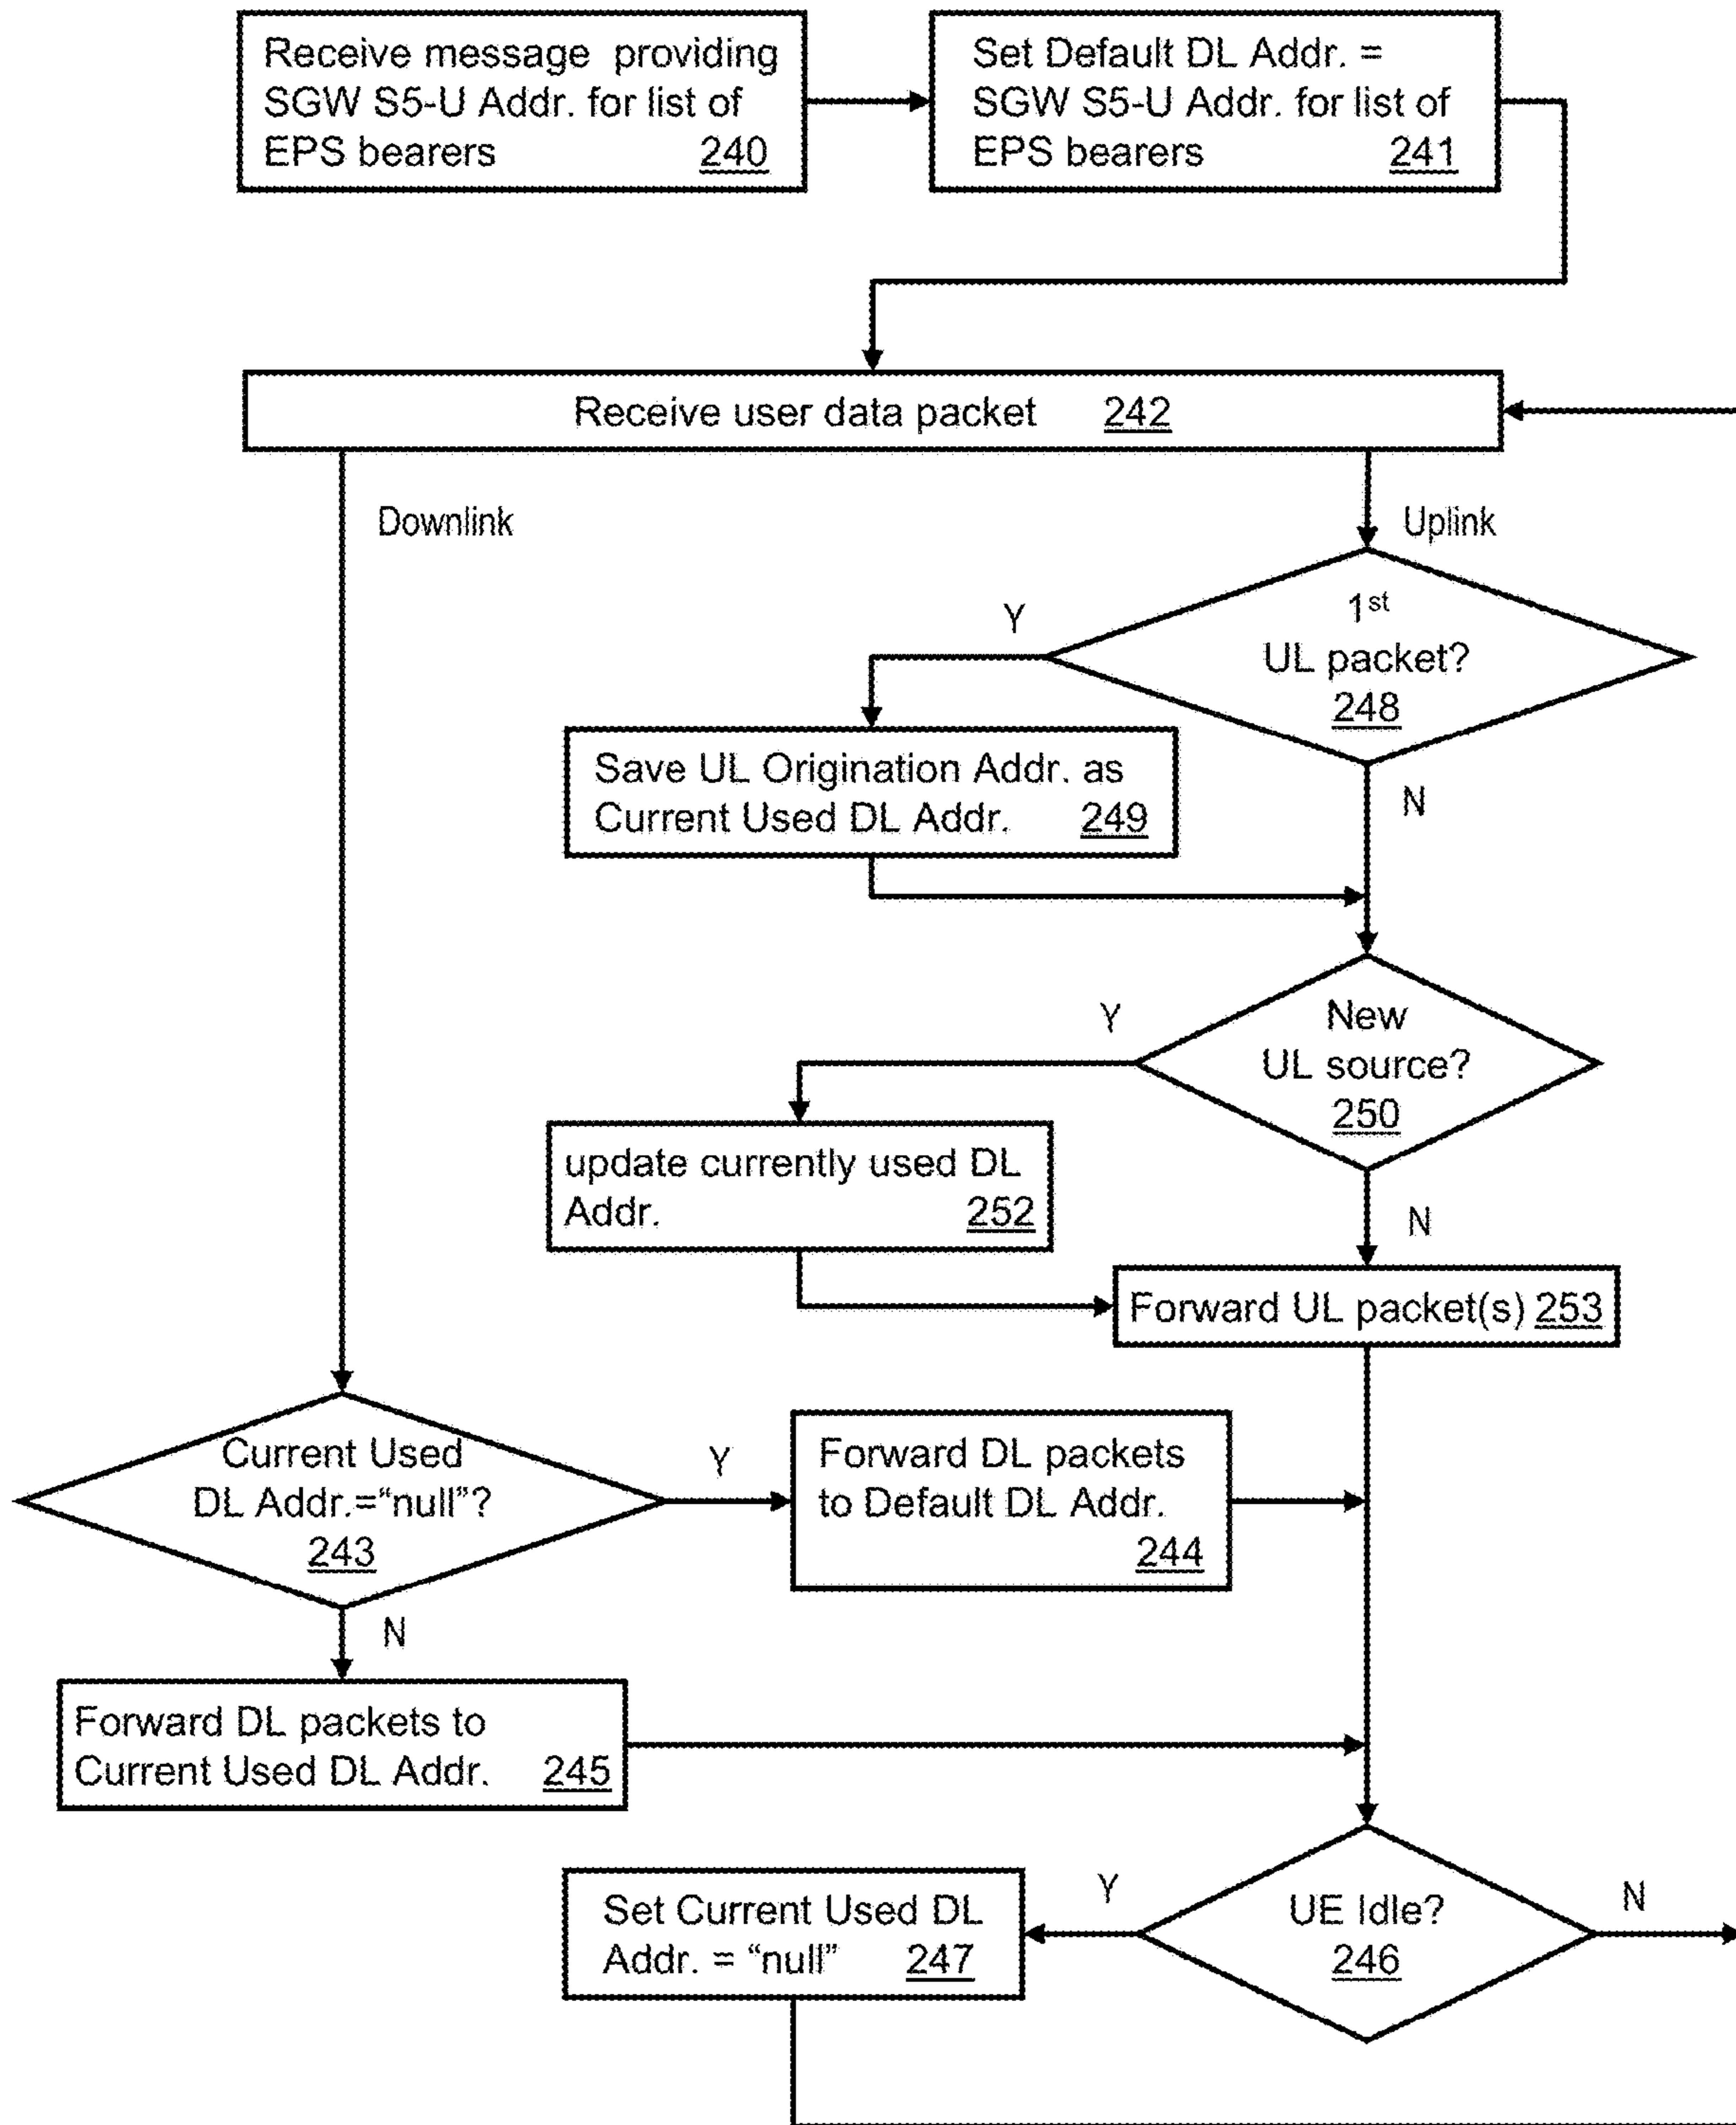 Receive message providing
SGW S5-U Addr. for list of
EPS bearers 240
Set Default DL Addr. =
SGW S5-U Addr. for list of
EPS bearers 241
Receive user data packet 242
Downlink
Uplink
1st
UL packet?
248
Y
N
Save UL Origination Addr. as
Current Used DL Addr. 249
New
UL source?
250
Y
N
update currently used DL
Addr. 252
Forward UL packet(s) 253
Current Used
DL Addr.="null"?
243
Y
N
Forward DL packets
to Default DL Addr.
244
Forward DL packets to
Current Used DL Addr. 245
UE Idle?
246
Y
N
Set Current Used DL
Addr. = "null" 247